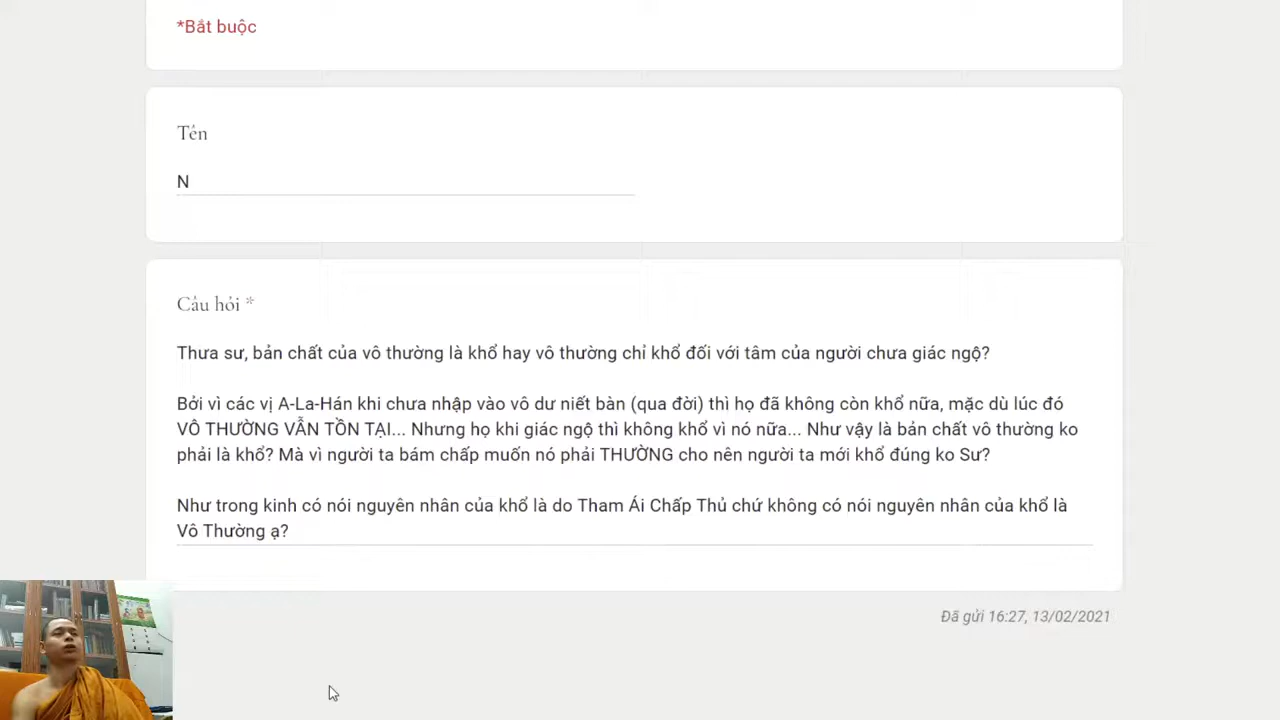 *Bắt buộc
Tên
N
Câu hỏi *
Thưa sư, bản chất của vô thường là khổ hay vô thường chỉ khổ đối với tâm của người chưa giác ngộ?
Bởi vì các vị A-La-Hán khi chưa nhập vào vô dư niết bàn (qua đời) thì họ đã không còn khổ nữa, mặc dù lúc đó
VÔ THƯỜNG VẪN TỒN TẠI... Nhưng họ khi giác ngộ thì không khổ vì nó nữa... Như vậy là bản chất vô thường ko
phải là khổ? Mà vì người ta bám chấp muốn nó phải THƯỜNG cho nên người ta mới khổ đúng ko Sư?
Như trong kinh có nói nguyên nhân của khổ là do Tham Ái Chấp Thủ chứ không có nói nguyên nhân của khổ là
Vô Thường ạ?
Đã gửi 16:27, 13/02/2021